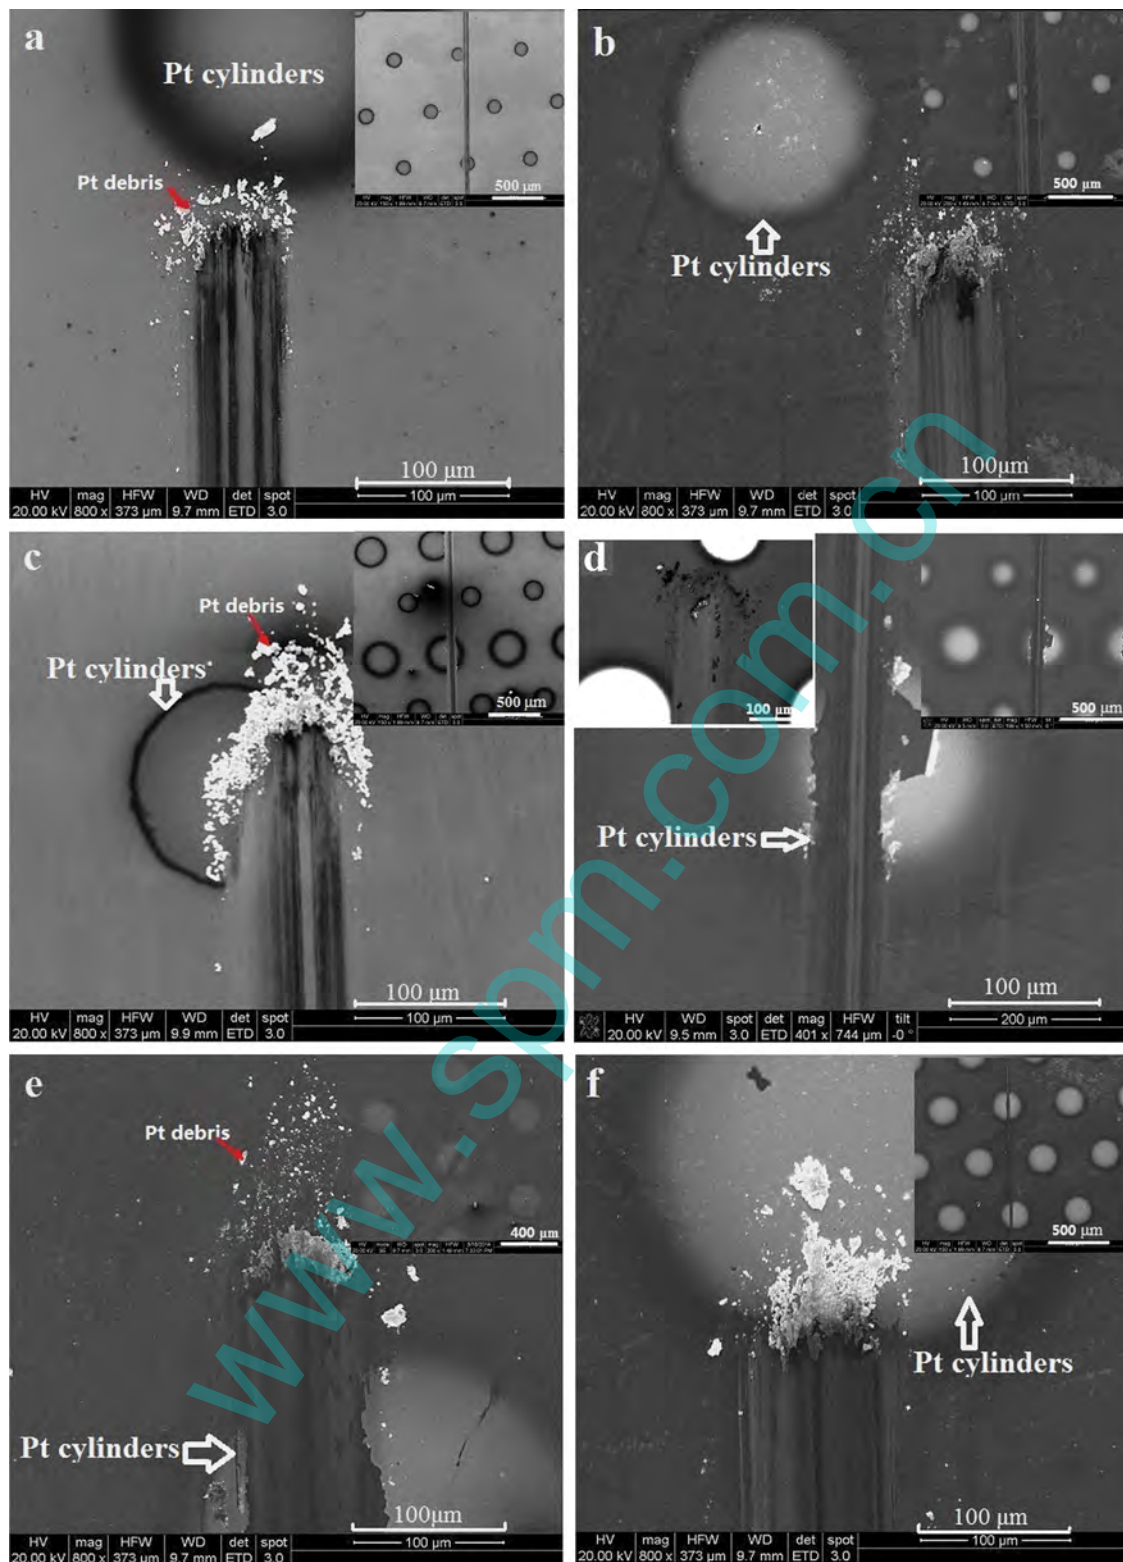 a
Pt cylinders
Pt debris
500 μm
100 μm
HV mag HFW WD det spot
20.00 kV 800 x 373 μm 9.7 mm ETD 3.0
100 μm
b
Pt cylinders
500 μm
100μm
HV mag HFW WD det spot
20.00 kV 800 x 373 μm 9.7 mm ETD 3.0
100 μm
c
Pt debris
Pt cylinders
500 μm
100 μm
HV mag HFW WD det spot
20.00 kV 800 x 373 μm 9.9 mm ETD 3.0
100 μm
d
100 μm
500 μm
Pt cylinders
100 μm
HV WD spot det mag HFW tilt
20.00 kV 9.5 mm 3.0 ETD 401 x 744 μm -0 °
200 μm
e
Pt debris
400 μm
Pt cylinders
100μm
HV mag HFW WD det spot
20.00 kV 800 x 373 μm 9.7 mm ETD 3.0
100 μm
f
500 μm
Pt cylinders
100 μm
HV mag HFW WD det spot
20.00 kV 800 x 373 μm 9.7 mm ETD 3.0
100 μm
www.spm.com.cn